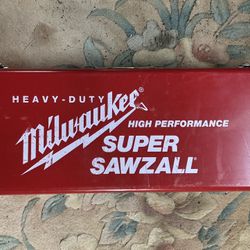 HEAVY-DUTY
Milwaukee®
HIGH PERFORMANCE
SUPER
SAWZALL®